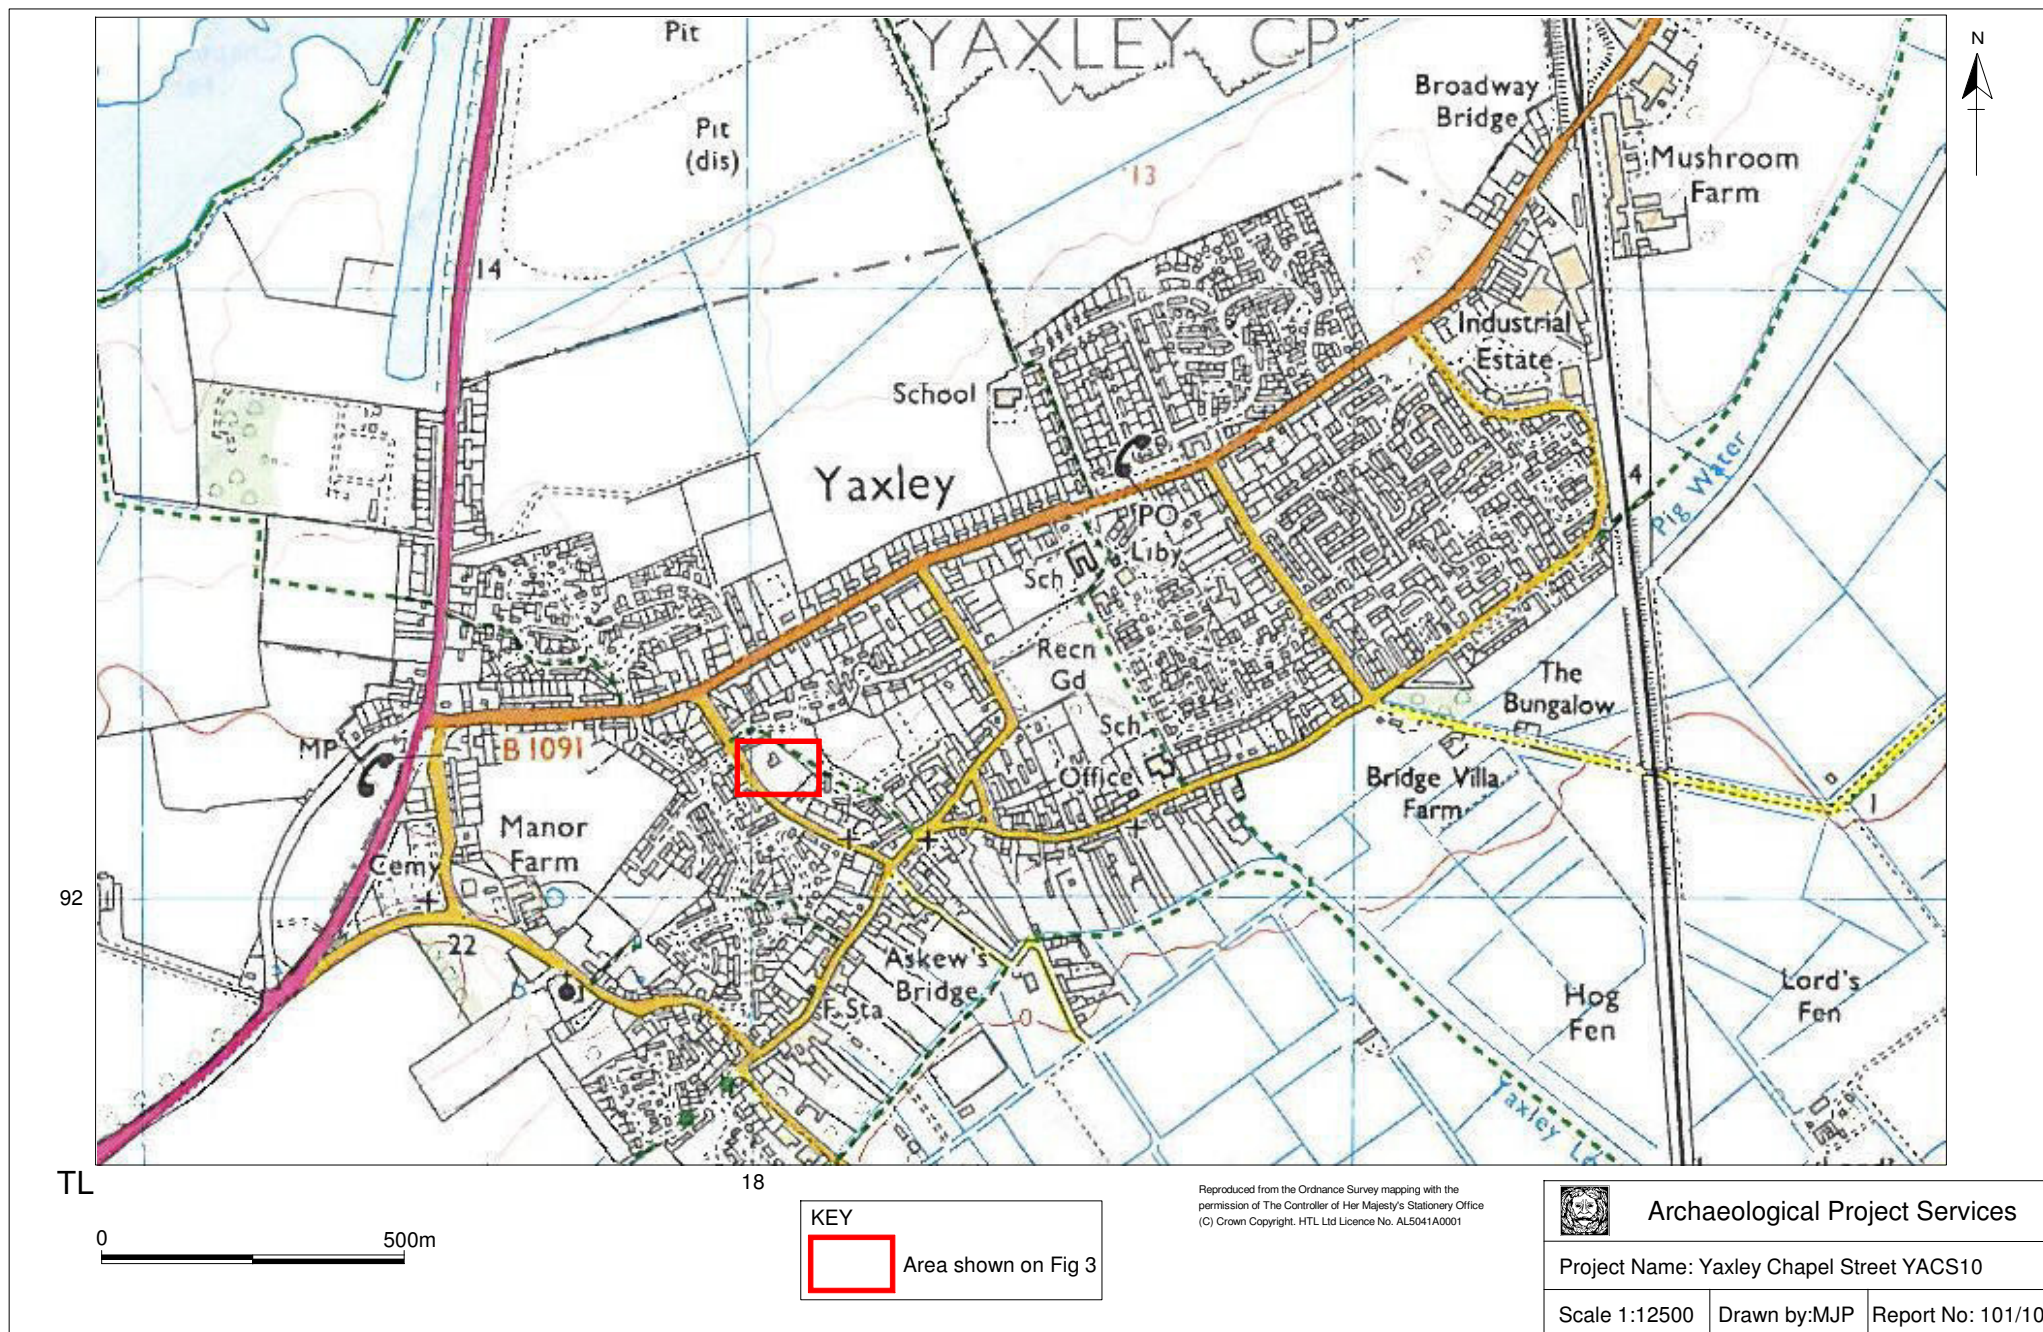 Pit
YAXLEY CP
N
Broadway
Bridge
Pit
(dis)
13
Mushroom
Farm
14
Industrial
Estate
School
Yaxley
4
Pig Water
PO
Liby
Sch
Recn
Gd
The
Bungalow
Sch
MP
B 1091
Office
Bridge Villa
Farm
1
Manor
Farm
Cemy
92
22
Askew's
Bridge
Hog
Fen
Lord's
Fen
F Sta
0
Yaxley
TL
18
0 500m
KEY
Area shown on Fig 3
Reproduced from the Ordnance Survey mapping with the
permission of The Controller of Her Majesty's Stationery Office
(C) Crown Copyright. HTL Ltd Licence No. AL5041A0001
Archaeological Project Services
Project Name: Yaxley Chapel Street YACS10
Scale 1:12500 Drawn by:MJP Report No: 101/10